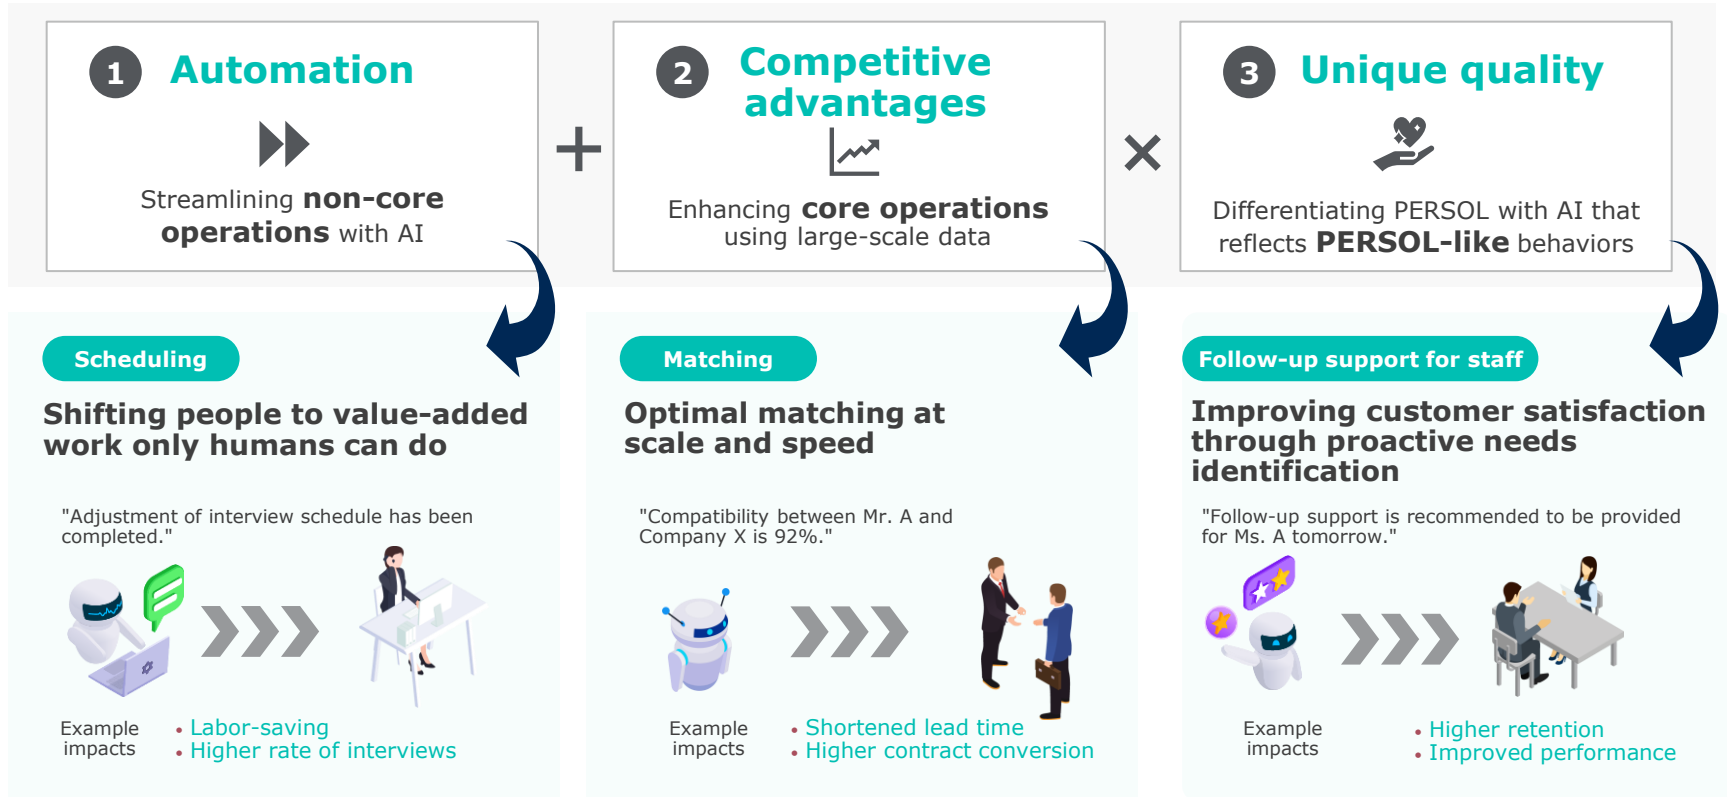 1 Automation
Streamlining non-core
operations with AI
+
2 Competitive
advantages
Enhancing core operations
using large-scale data
×
3 Unique quality
Differentiating PERSOL with AI that
reflects PERSOL-like behaviors
Scheduling
Shifting people to value-added
work only humans can do
"Adjustment of interview schedule has been
completed."
Example
impacts
• Labor-saving
• Higher rate of interviews
Matching
Optimal matching at
scale and speed
"Compatibility between Mr. A and
Company X is 92%."
Example
impacts
• Shortened lead time
• Higher contract conversion
Follow-up support for staff
Improving customer satisfaction
through proactive needs
identification
"Follow-up support is recommended to be provided
for Ms. A tomorrow."
Example
impacts
• Higher retention
• Improved performance